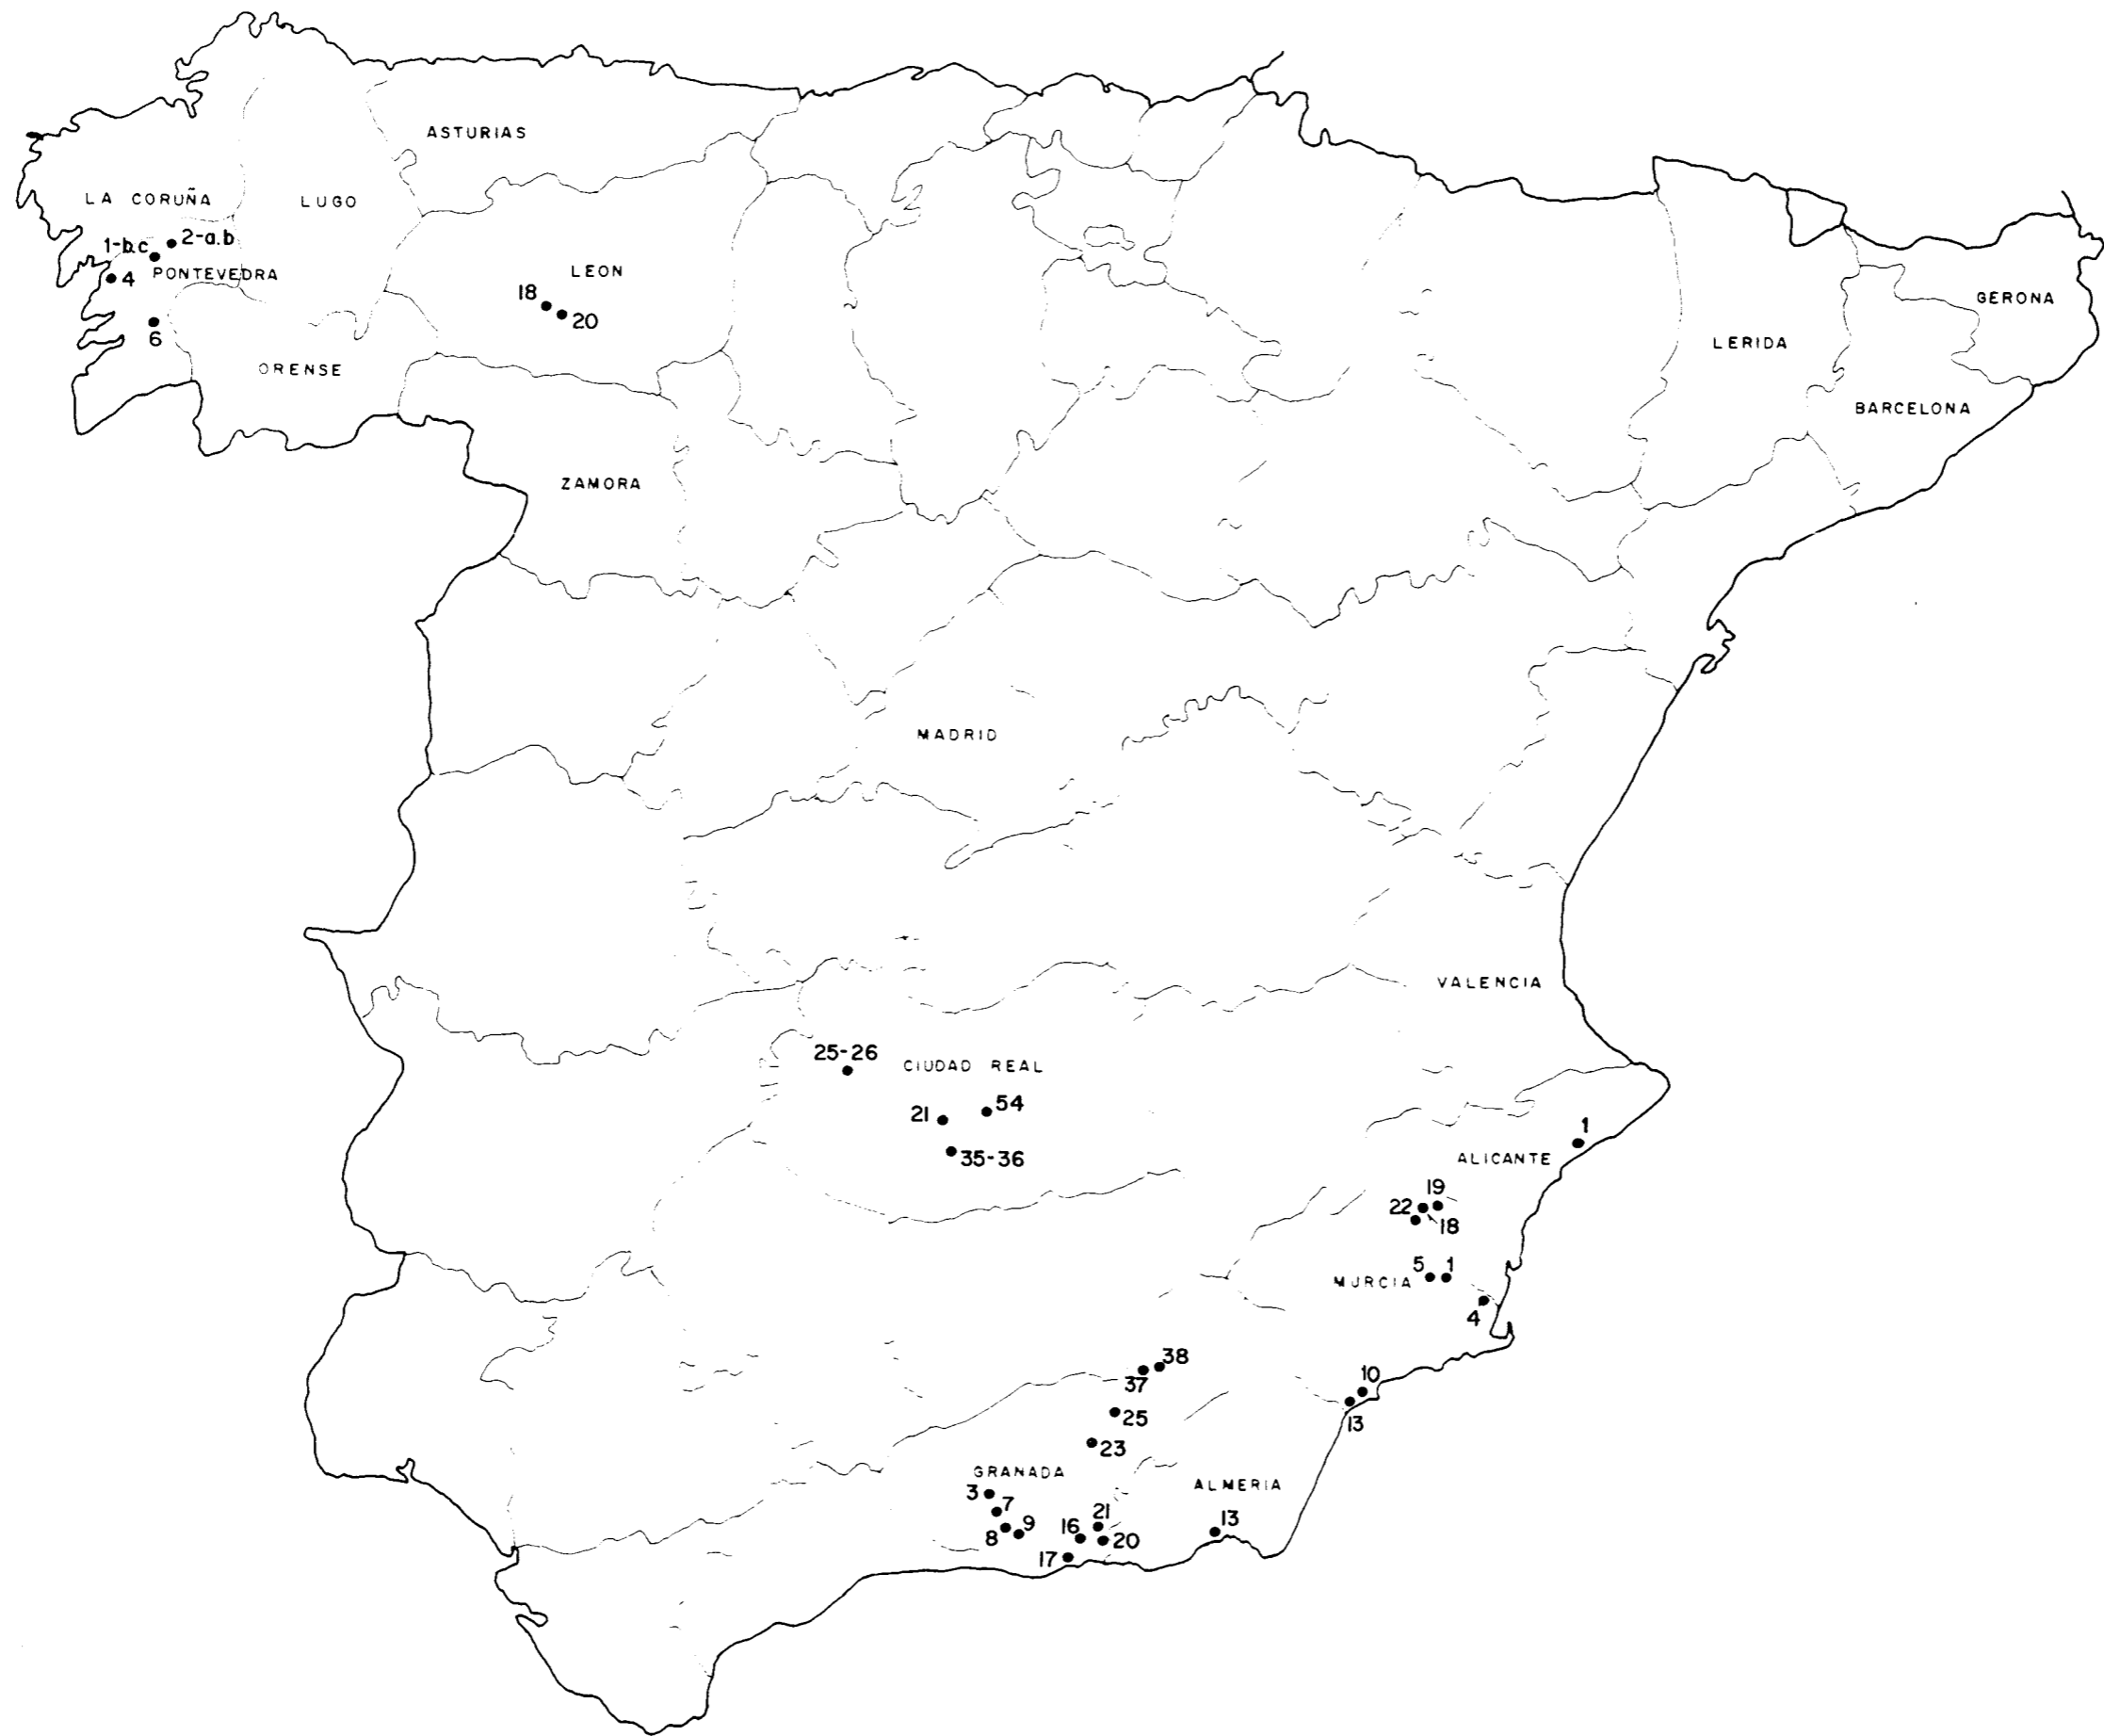 ASTURIAS
LA CORUÑA
LUGO
1-b.c
2-a.b
4
PONTEVEDRA
6
ORENSE
LEON
18
20
ZAMORA
LERIDA
GERONA
BARCELONA
MADRID
VALENCIA
25-26
CIUDAD REAL
21
54
35-36
1
ALICANTE
19
22
18
5
1
MURCIA
4
38
37
10
13
25
23
GRANADA
ALMERIA
3
7
8
9
16
21
20
17
13